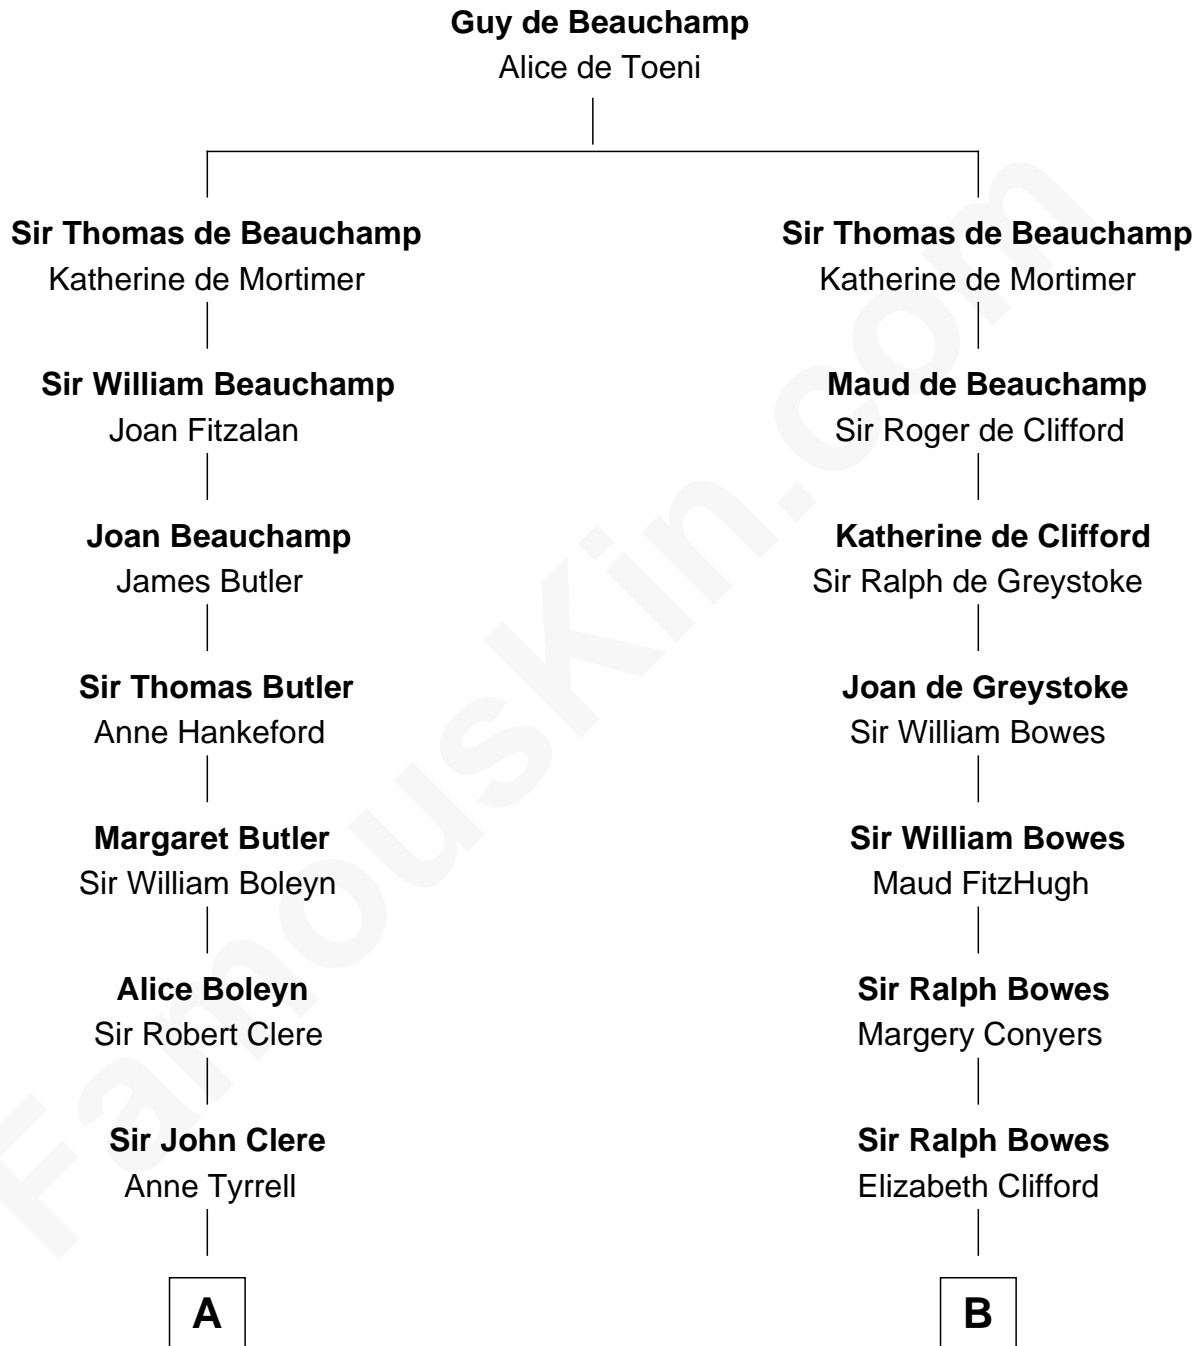 Guy de Beauchamp
Alice de Toeni
Sir Thomas de Beauchamp
Katherine de Mortimer
Sir Thomas de Beauchamp
Katherine de Mortimer
Sir William Beauchamp
Joan Fitzalan
Maud de Beauchamp
Sir Roger de Clifford
Joan Beauchamp
James Butler
Katherine de Clifford
Sir Ralph de Greystoke
Sir Thomas Butler
Anne Hankeford
Joan de Greystoke
Sir William Bowes
Margaret Butler
Sir William Boleyn
Sir William Bowes
Maud FitzHugh
Alice Boleyn
Sir Robert Clere
Sir Ralph Bowes
Margery Conyers
Sir John Clere
Anne Tyrrell
Sir Ralph Bowes
Elizabeth Clifford
A
B
FamousKin.com